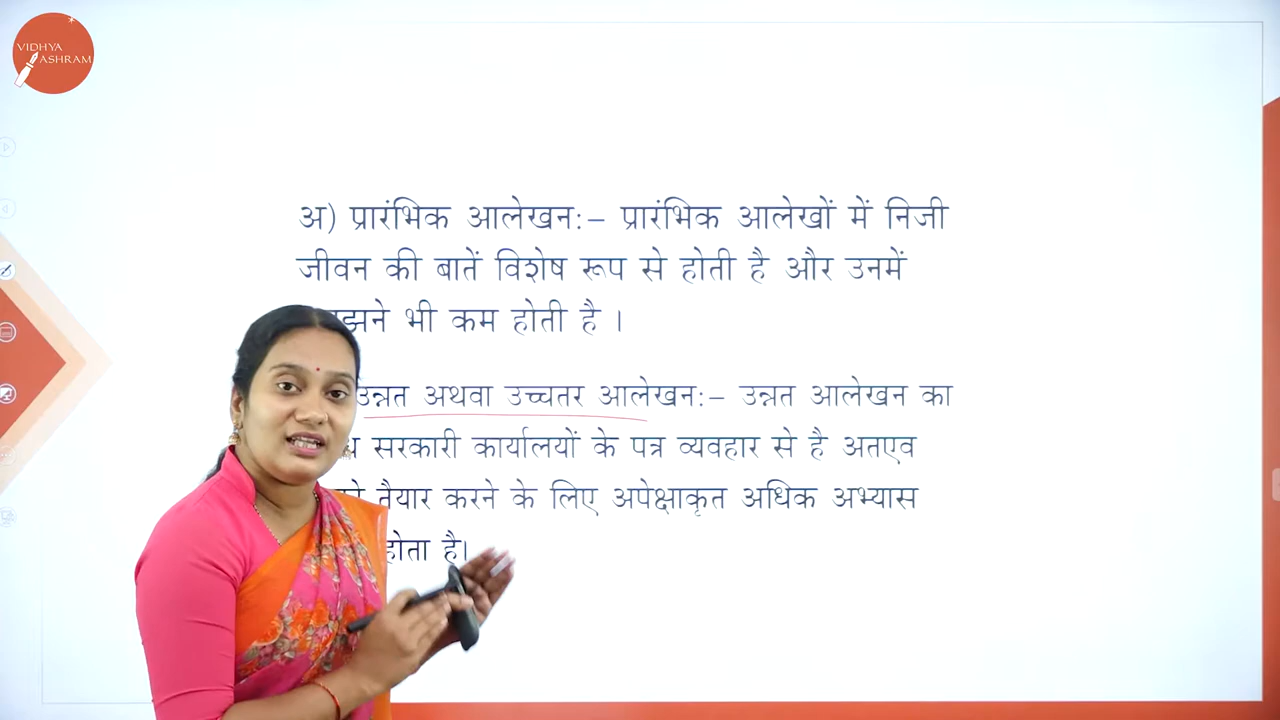 VIDHYA
ASHRAM
अ) प्रारंभिक आलेखन:– प्रारंभिक आलेखों में निजी
जीवन की बातें विशेष रूप से होती है और उनमें
भी कम होती है ।
उन्नत अथवा उच्चतर आलेखन:– उन्नत आलेखन का
सरकारी कार्यालयों के पत्र व्यवहार से है अतएव
तैयार करने के लिए अपेक्षाकृत अधिक अभ्यास
होता है।